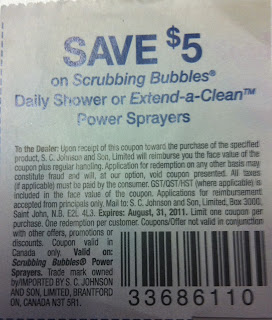 SAVE $5
on Scrubbing Bubbles®
Daily Shower or Extend-a-Clean™
Power Sprayers
To the Dealer: Upon receipt of this coupon toward the purchase of the specified
product, S. C. Johnson and Son, Limited will reimburse you the face value of the
coupon plus regular handling. Application for redemption on any other basis may
constitute fraud and will, at our option, void coupon presented. All taxes
(if applicable) must be paid by the consumer. GST/QST/HST (where applicable) is
included in the face value of the coupon. Applications for reimbursement
accepted from principals only. Mail to: S. C. Johnson and Son, Limited, Box 3000,
Saint John, N.B. E2L 4L3. Expires: August, 31, 2011. Limit one coupon per
purchase. One redemption per customer. Coupons/Offer not valid in conjunction
with other offers, promotions or
discounts. Coupon valid in
Canada only. Valid on:
Scrubbing Bubbles® Power
Sprayers. Trade mark owned
by/IMPORTED BY S. C. JOHNSON
AND SON, LIMITED, BRANTFORD
ON, CANADA N3T 5R1.
33686110